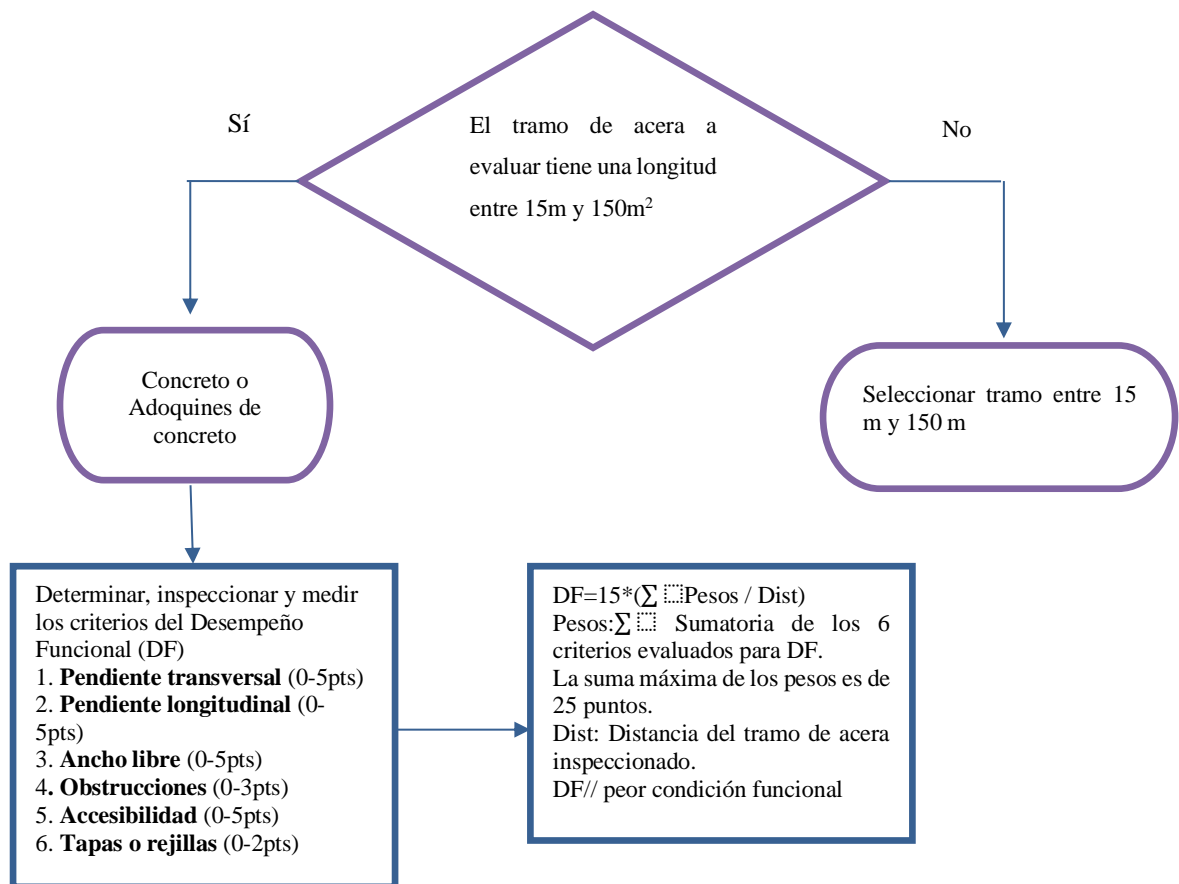 Sí
El tramo de acera a
evaluar tiene una longitud
entre 15m y 150m²
No
Concreto o
Adoquines de
concreto
Seleccionar tramo entre 15
m y 150 m
Determinar, inspeccionar y medir
los criterios del Desempeño
Funcional (DF)
1. Pendiente transversal (0-5pts)
2. Pendiente longitudinal (0-
5pts)
3. Ancho libre (0-5pts)
4. Obstrucciones (0-3pts)
5. Accesibilidad (0-5pts)
6. Tapas o rejillas (0-2pts)
DF=15*(∑ ⬚Pesos / Dist)
Pesos:∑ ⬚ Sumatoria de los 6
criterios evaluados para DF.
La suma máxima de los pesos es de
25 puntos.
Dist: Distancia del tramo de acera
inspeccionado.
DF// peor condición funcional